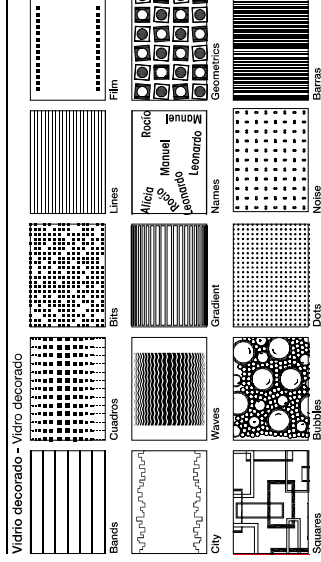 Vidrio decorado - Vidro decorado
Bands
Cuadros
Bits
Lines
Film
Alicia
Rocío
Leonardo
Manuel
Leonardo
Rocío
Manuel
City
Waves
Gradient
Names
Geometrics
Squares
Bubbles
Dots
Noise
Barras